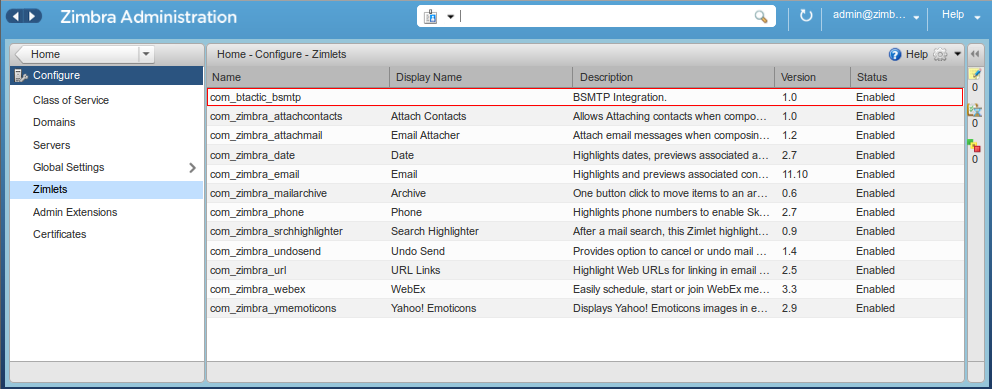 Zimbra Administration
admin@zimb... Help
Home
Home - Configure - Zimlets
Help
Configure
Class of Service
Domains
Servers
Global Settings
Zimlets
Admin Extensions
Certificates
Name Display Name Description Version Status
com_btactic_bsmtp BSMTP Integration. 1.0 Enabled
com_zimbra_attachcontacts Attach Contacts Allows Attaching contacts when compo... 1.0 Enabled
com_zimbra_attachmail Email Attacher Attach email messages when composin... 1.2 Enabled
com_zimbra_date Date Highlights dates, previews associated a... 2.7 Enabled
com_zimbra_email Email Highlights and previews associated con... 11.10 Enabled
com_zimbra_mailarchive Archive One button click to move items to an ar... 0.6 Enabled
com_zimbra_phone Phone Highlights phone numbers to enable Sk... 2.7 Enabled
com_zimbra_srchhighlighter Search Highlighter After a mail search, this Zimlet highlight... 0.9 Enabled
com_zimbra_undosend Undo Send Provides option to cancel or undo mail ... 1.4 Enabled
com_zimbra_url URL Links Highlight Web URLs for linking in email ... 2.5 Enabled
com_zimbra_webex WebEx Easily schedule, start or join WebEx me... 3.3 Enabled
com_zimbra_ymemoticons Yahoo! Emoticons Displays Yahoo! Emoticons images in e... 2.9 Enabled
0
0
0